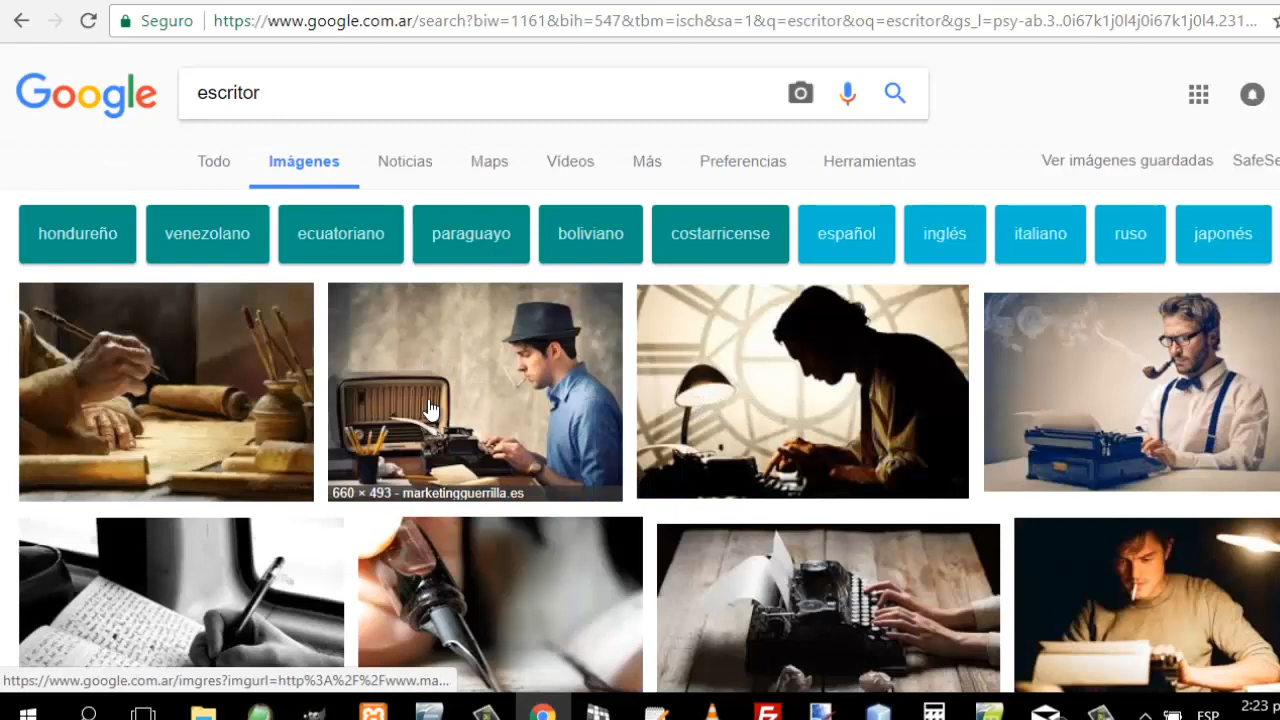 Seguro
https://www.google.com.ar/search?biw=1161&bih=547&tbm=isch&sa=1&q=escritor&oq=escritor&gs_l=psy-ab.3..0i67k1j0l4j0i67k1j0l4.231...
Google
escritor
Todo Imágenes Noticias Maps Vídeos Más Preferencias Herramientas Ver imágenes guardadas SafeSe
hondureño venezolano ecuatoriano paraguayo boliviano costarricense español inglés italiano ruso japonés
660 × 493 - marketingguerrilla.es
https://www.google.com.ar/imgres?imgurl=http%3A%2F%2Fwww.ma...
ESP
2:23 p